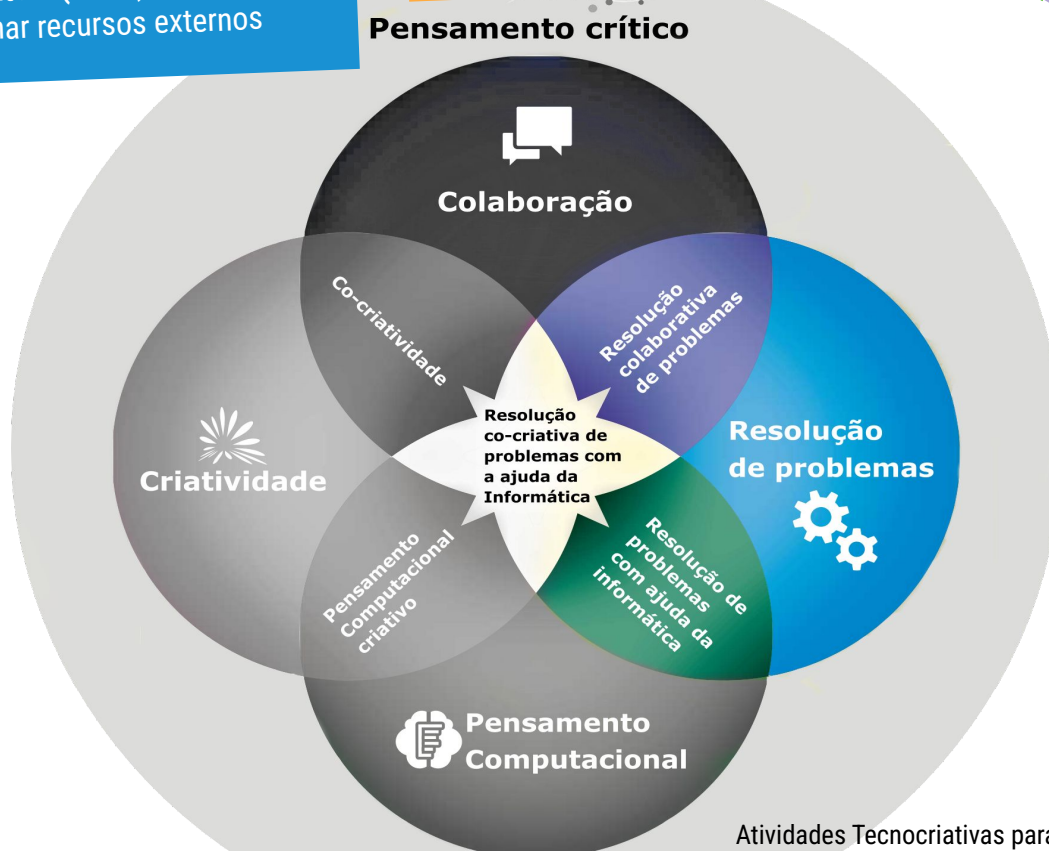 recursos externos
Pensamento crítico
Colaboração
Co-criatividade
Resolução
colaborativa
de problemas
Criatividade
Resolução
co-criativa de
problemas com
a ajuda da
Informática
Resolução
de problemas
Pensamento
Computacional
criativo
Resolução de
problemas
com ajuda da
informática
Pensamento
Computacional
Atividades Tecnocriativas para